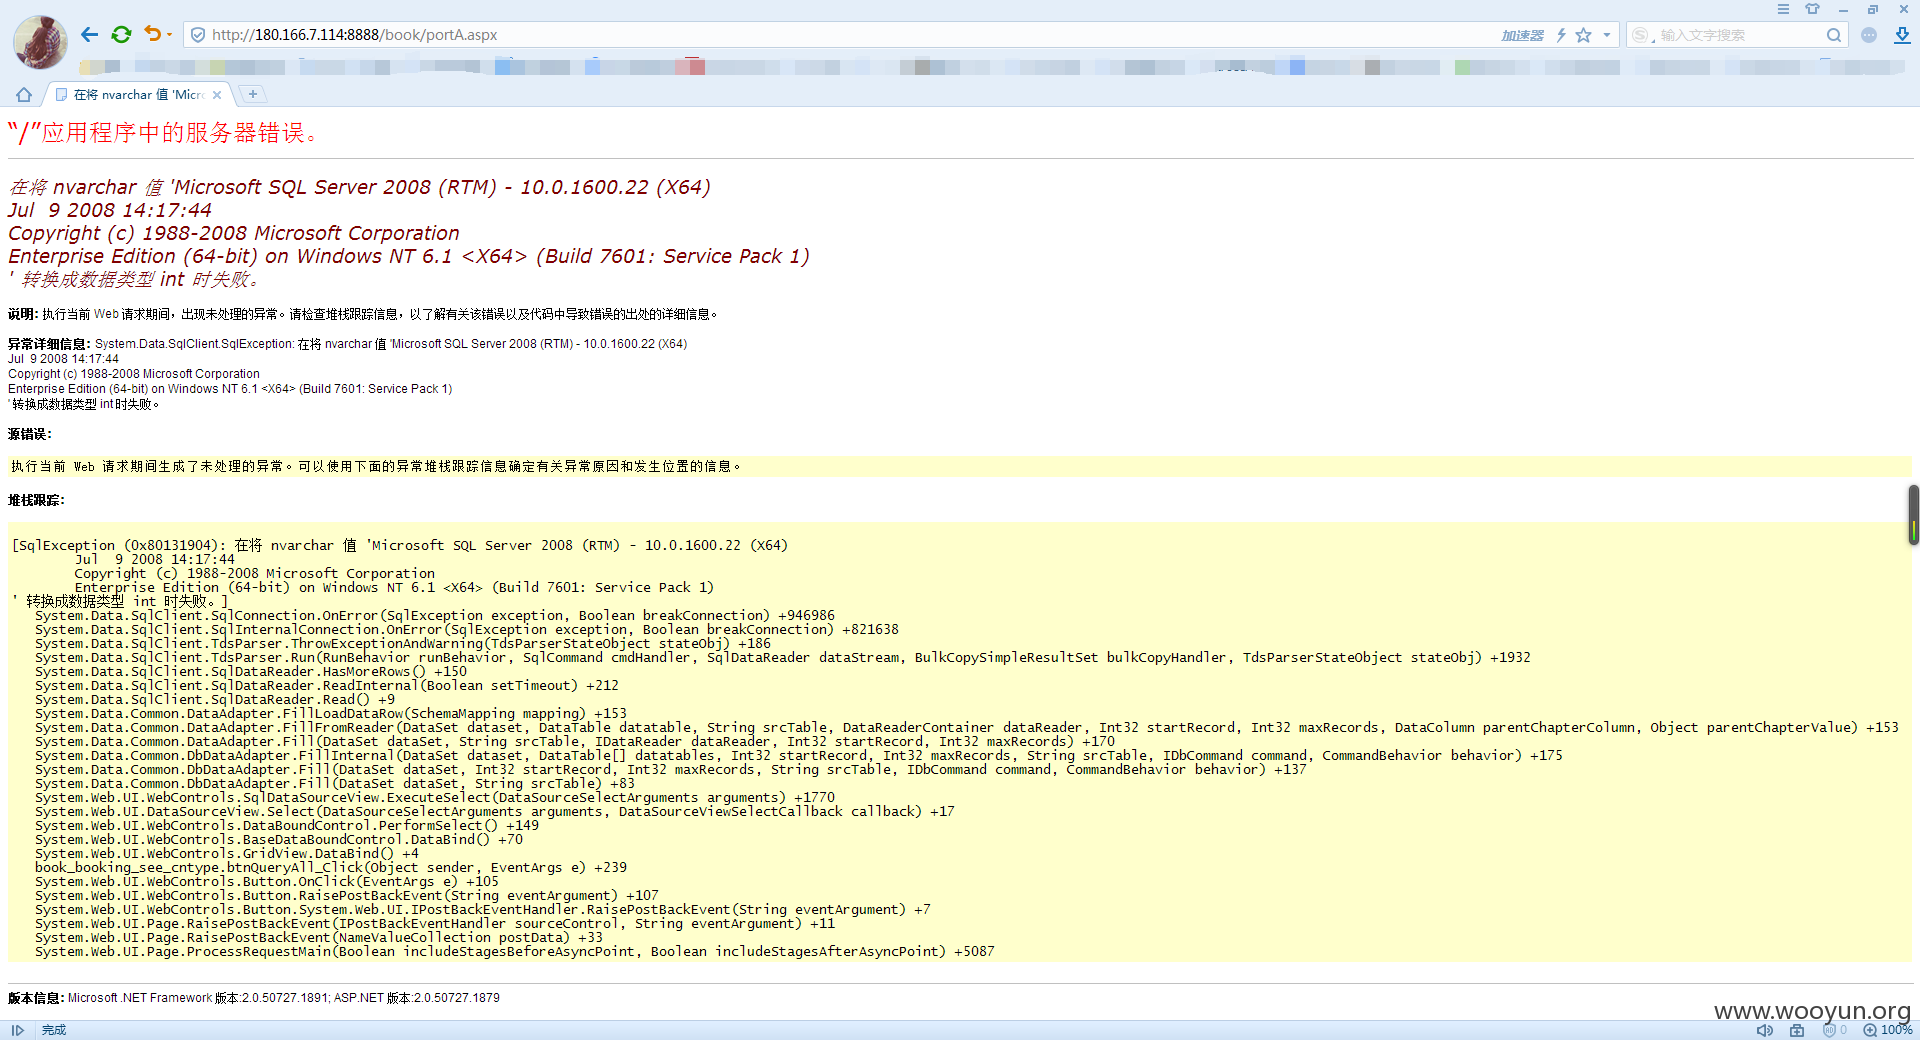 http://180.166.7.114:8888/book/portA.aspx
加速器
输入文字搜索
在将 nvarchar 值 'Micro
“/”应用程序中的服务器错误。
在将 nvarchar 值 'Microsoft SQL Server 2008 (RTM) - 10.0.1600.22 (X64)
Jul  9 2008 14:17:44
Copyright (c) 1988-2008 Microsoft Corporation
Enterprise Edition (64-bit) on Windows NT 6.1 <X64> (Build 7601: Service Pack 1)
' 转换成数据类型 int 时失败。
说明: 执行当前 Web 请求期间，出现未处理的异常。请检查堆栈跟踪信息，以了解有关该错误以及代码中导致错误的出处的详细信息。
异常详细信息: System.Data.SqlClient.SqlException: 在将 nvarchar 值 'Microsoft SQL Server 2008 (RTM) - 10.0.1600.22 (X64)
Jul  9 2008 14:17:44
Copyright (c) 1988-2008 Microsoft Corporation
Enterprise Edition (64-bit) on Windows NT 6.1 <X64> (Build 7601: Service Pack 1)
' 转换成数据类型 int 时失败。
源错误:
执行当前 Web 请求期间生成了未处理的异常。可以使用下面的异常堆栈跟踪信息确定有关异常原因和发生位置的信息。
堆栈跟踪:
[SqlException (0x80131904): 在将 nvarchar 值 'Microsoft SQL Server 2008 (RTM) - 10.0.1600.22 (X64)
Jul  9 2008 14:17:44
Copyright (c) 1988-2008 Microsoft Corporation
Enterprise Edition (64-bit) on Windows NT 6.1 <X64> (Build 7601: Service Pack 1)
' 转换成数据类型 int 时失败。]
System.Data.SqlClient.SqlConnection.OnError(SqlException exception, Boolean breakConnection) +946986
System.Data.SqlClient.SqlInternalConnection.OnError(SqlException exception, Boolean breakConnection) +821638
System.Data.SqlClient.TdsParser.ThrowExceptionAndWarning(TdsParserStateObject stateObj) +186
System.Data.SqlClient.TdsParser.Run(RunBehavior runBehavior, SqlCommand cmdHandler, SqlDataReader dataStream, BulkCopySimpleResultSet bulkCopyHandler, TdsParserStateObject stateObj) +1932
System.Data.SqlClient.SqlDataReader.HasMoreRows() +150
System.Data.SqlClient.SqlDataReader.ReadInternal(Boolean setTimeout) +212
System.Data.SqlClient.SqlDataReader.Read() +9
System.Data.Common.DataAdapter.FillLoadDataRow(SchemaMapping mapping) +153
System.Data.Common.DataAdapter.FillFromReader(DataSet dataset, DataTable datatable, String srcTable, DataReaderContainer dataReader, Int32 startRecord, Int32 maxRecords, DataColumn parentChapterColumn, Object parentChapterValue) +153
System.Data.Common.DataAdapter.Fill(DataSet dataSet, String srcTable, IDataReader dataReader, Int32 startRecord, Int32 maxRecords) +170
System.Data.Common.DbDataAdapter.FillInternal(DataSet dataset, DataTable[] datatables, Int32 startRecord, Int32 maxRecords, String srcTable, IDbCommand command, CommandBehavior behavior) +175
System.Data.Common.DbDataAdapter.Fill(DataSet dataSet, Int32 startRecord, Int32 maxRecords, String srcTable, IDbCommand command, CommandBehavior behavior) +137
System.Data.Common.DbDataAdapter.Fill(DataSet dataSet, String srcTable) +83
System.Web.UI.WebControls.SqlDataSourceView.ExecuteSelect(DataSourceSelectArguments arguments) +1770
System.Web.UI.DataSourceView.Select(DataSourceSelectArguments arguments, DataSourceViewSelectCallback callback) +17
System.Web.UI.WebControls.DataBoundControl.PerformSelect() +149
System.Web.UI.WebControls.BaseDataBoundControl.DataBind() +70
System.Web.UI.WebControls.GridView.DataBind() +4
book_booking_see_cntype.btnQueryAll_Click(Object sender, EventArgs e) +239
System.Web.UI.WebControls.Button.OnClick(EventArgs e) +105
System.Web.UI.WebControls.Button.RaisePostBackEvent(String eventArgument) +107
System.Web.UI.WebControls.Button.System.Web.UI.IPostBackEventHandler.RaisePostBackEvent(String eventArgument) +7
System.Web.UI.Page.RaisePostBackEvent(IPostBackEventHandler sourceControl, String eventArgument) +11
System.Web.UI.Page.RaisePostBackEvent(NameValueCollection postData) +33
System.Web.UI.Page.ProcessRequestMain(Boolean includeStagesBeforeAsyncPoint, Boolean includeStagesAfterAsyncPoint) +5087
版本信息: Microsoft .NET Framework 版本:2.0.50727.1891; ASP.NET 版本:2.0.50727.1879
www.wooyun.org
完成
0
100%